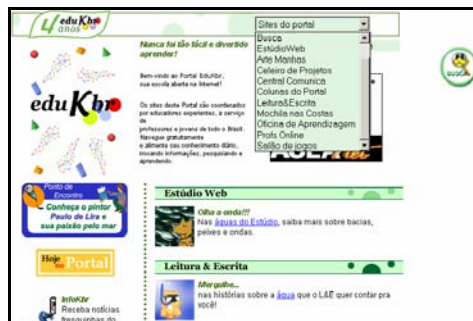 4 eduKbr
anos
Sites do portal
Busca
EstúdioWeb
Arte Manhas
Celeiro de Projetos
Central Comunica
Colunas do Portal
Leitura&Escrita
Mochila nas Costas
Oficina de Aprendizagem
Profs Online
Salão de jogos
busca
Nunca foi tão fácil e divertido
aprender!
Bem-vindo ao Portal EduKbr,
sua escola aberta na Internet!
Os sites deste Portal são coordenados
por educadores experientes, a serviço
de
professores e jovens de todo o Brasil.
Navegue gratuitamente
e alimente seu conhecimento diário,
trocando informações, pesquisando e
aprendendo.
eduKbr
Ponto de
Encontro
Conheça o pintor
Paulo de Lira e
sua paixão pelo mar
Hoje
no Portal
InfoKbr
Receba notícias
fresquinhas do
Estúdio Web
Olha a onda!!!
Nas águas do Estúdio, saiba mais sobre bacias,
peixes e ondas.
Leitura & Escrita
Mergulhe...
nas histórias sobre a água que o L&E quer contar pra
você!